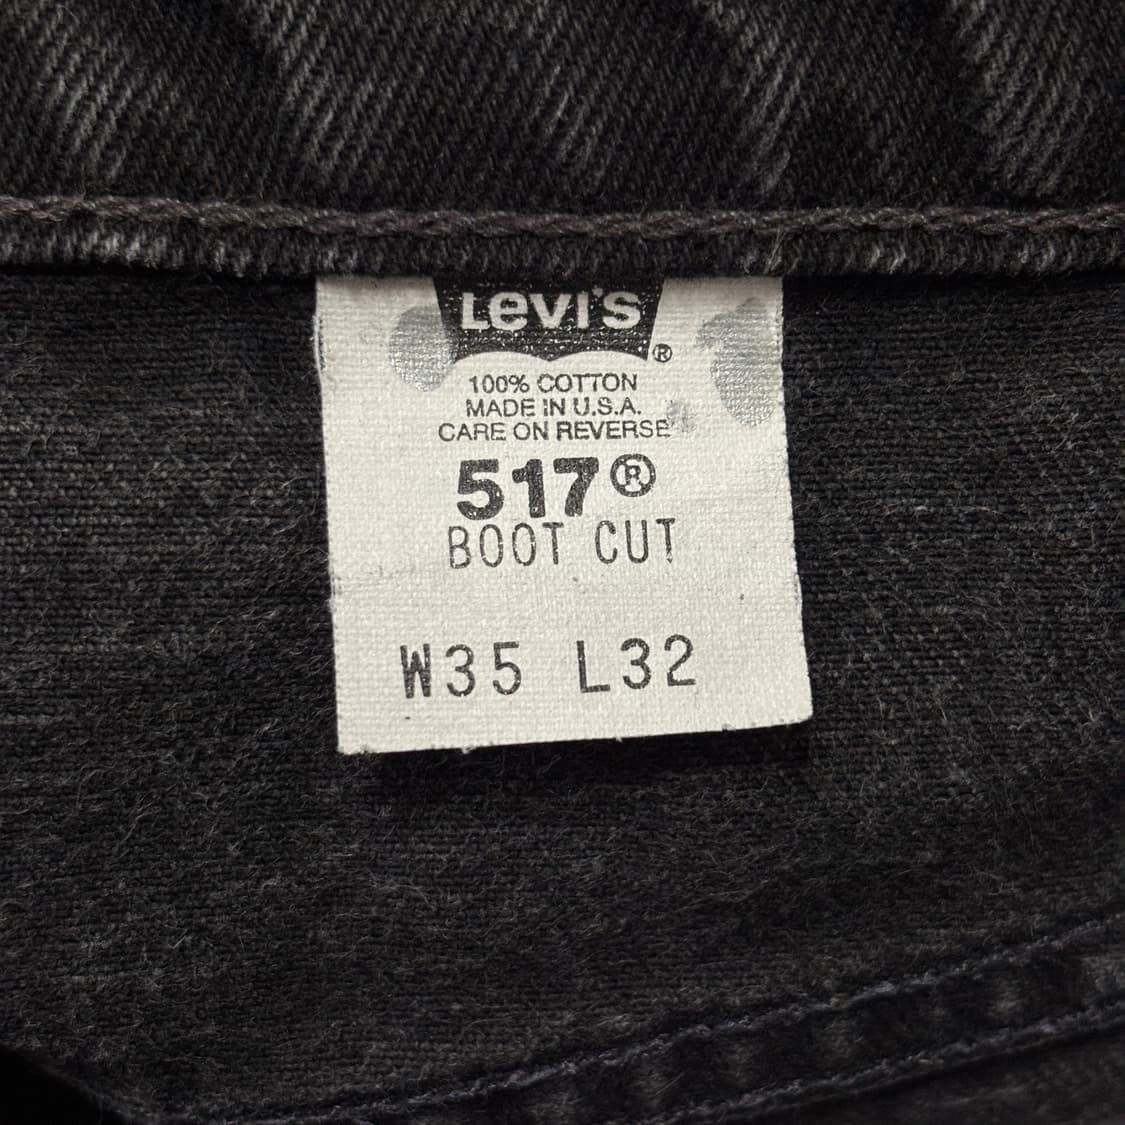 Levi's
®
100% COTTON
MADE IN U.S.A.
CARE ON REVERSE
517®
BOOT CUT
W35 L32